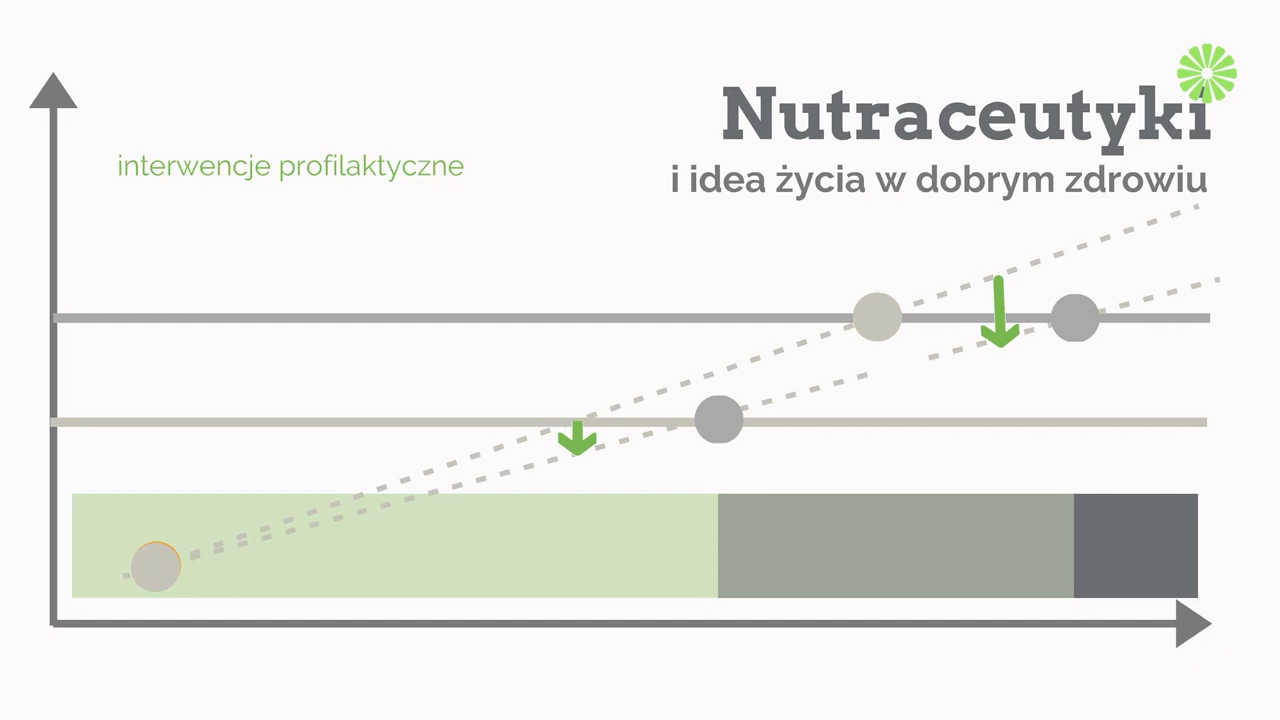 Nutraceutyki
i idea życia w dobrym zdrowiu
interwencje profilaktyczne